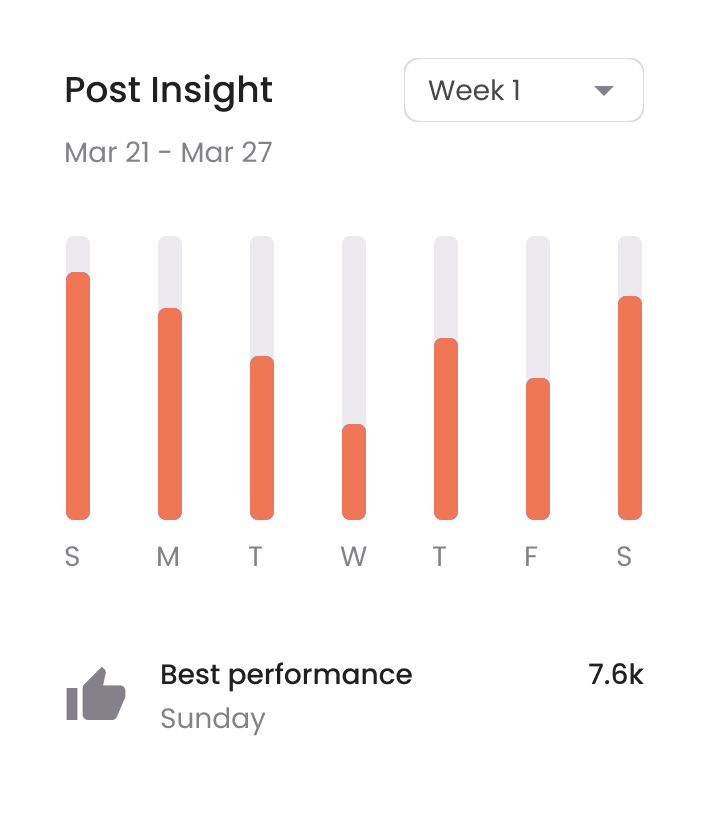 Post Insight
Week 1
Mar 21 - Mar 27
S M T W T F S
Best performance
7.6k
Sunday